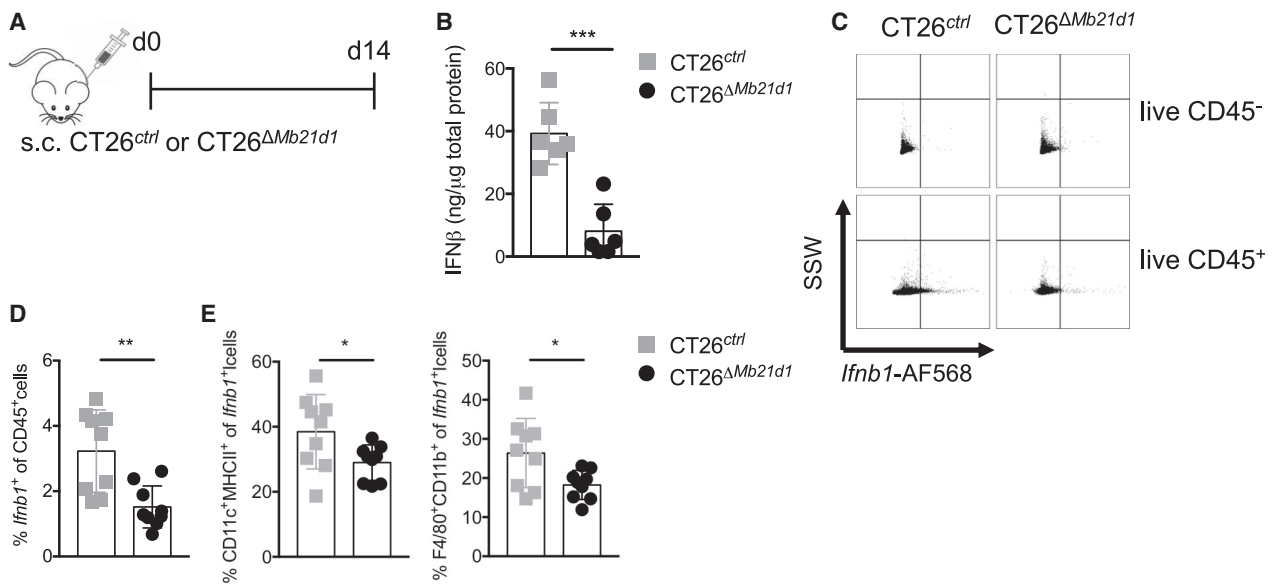 A
d0
d14
s.c. CT26ctrl or CT26ΔMb21d1
B
***
IFNβ (ng/μg total protein)
60
40
20
0
CT26ctrl
CT26ΔMb21d1
C
CT26ctrl
CT26ΔMb21d1
live CD45-
live CD45+
SSW
Ifnb1-AF568
D
**
% Ifnb1+ of CD45+cells
6
4
2
0
E
*
% CD11c+MHCII+ of Ifnb1+Icells
60
40
20
0
*
% F4/80+CD11b+ of Ifnb1+Icells
50
40
30
20
10
0
CT26ctrl
CT26ΔMb21d1